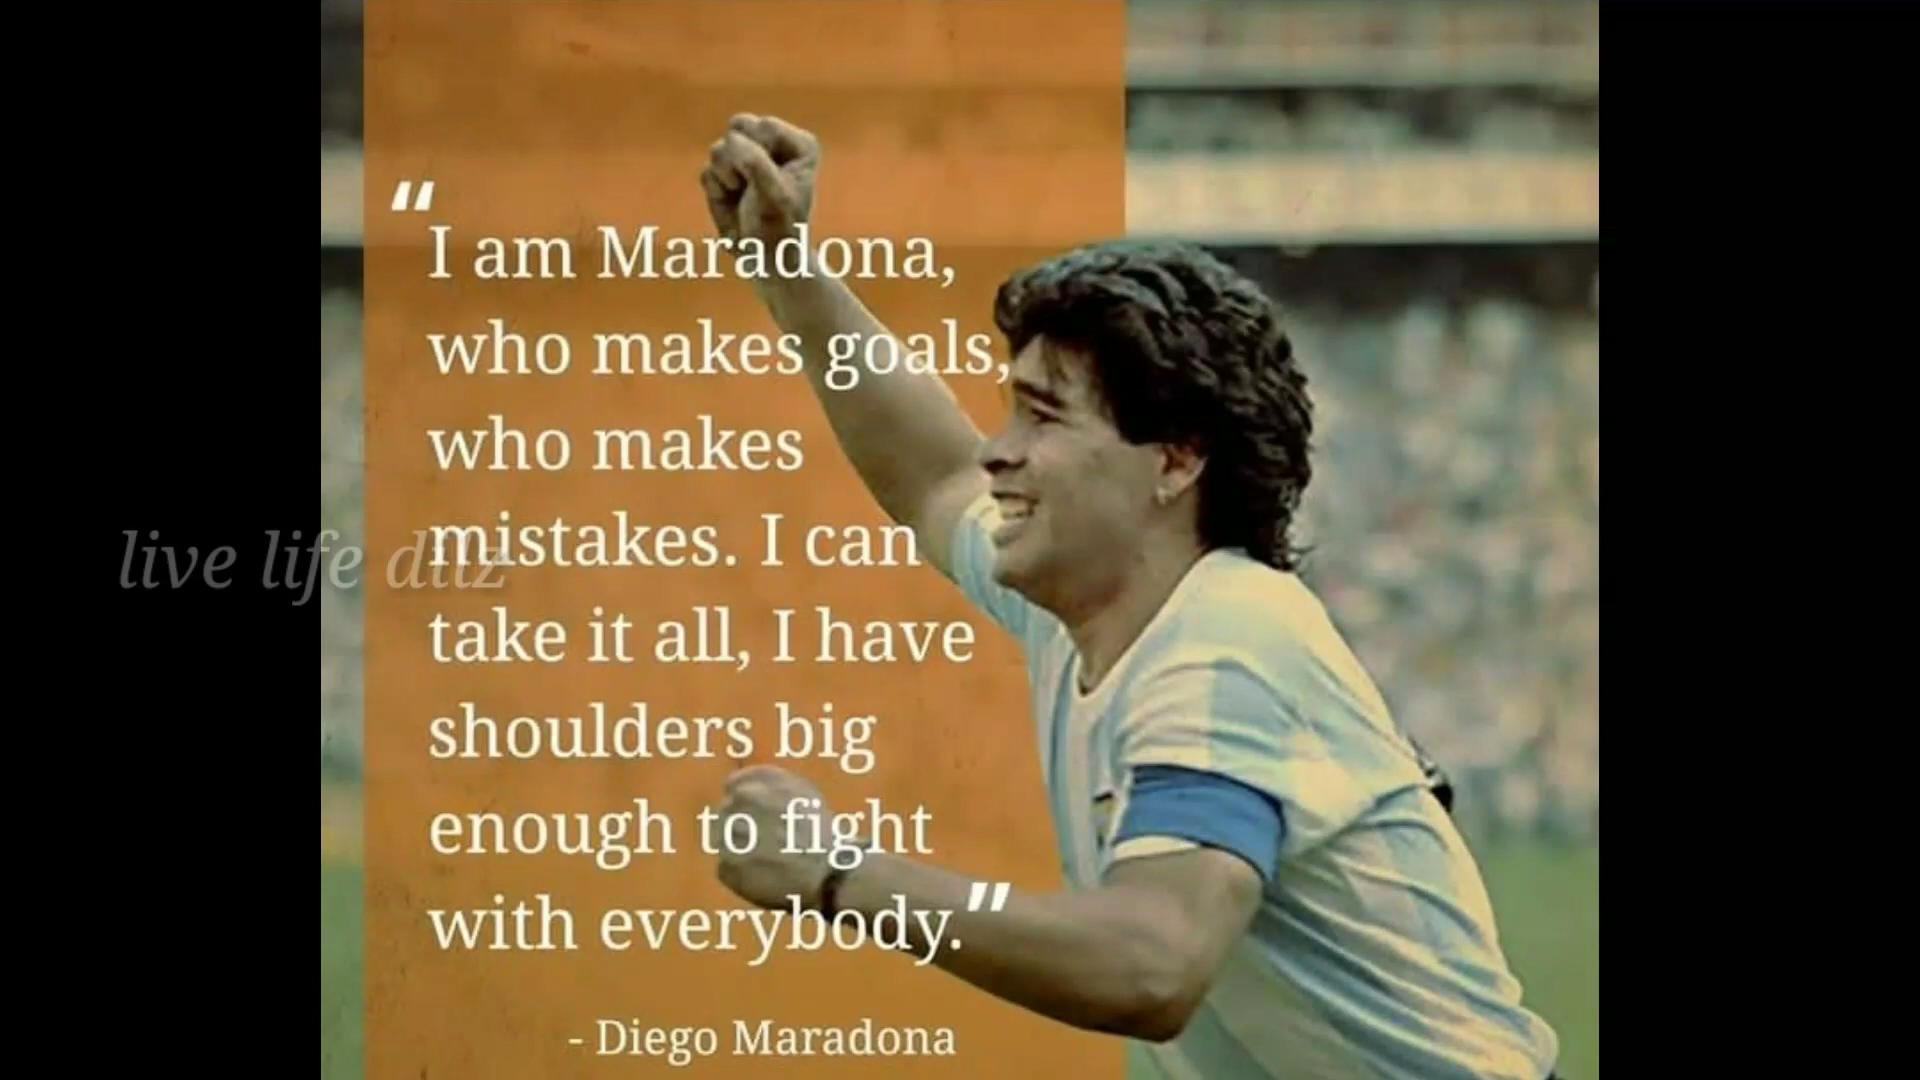 “I am Maradona,
who makes goals,
who makes
mistakes. I can
take it all, I have
shoulders big
enough to fight
with everybody.”
- Diego Maradona
live life dilz